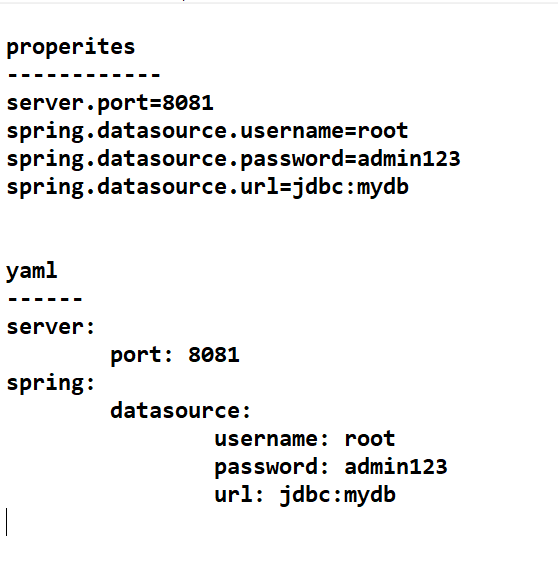 properites
------------
server.port=8081
spring.datasource.username=root
spring.datasource.password=admin123
spring.datasource.url=jdbc:mydb
yaml
------
server:
        port: 8081
spring:
        datasource:
                username: root
                password: admin123
                url: jdbc:mydb